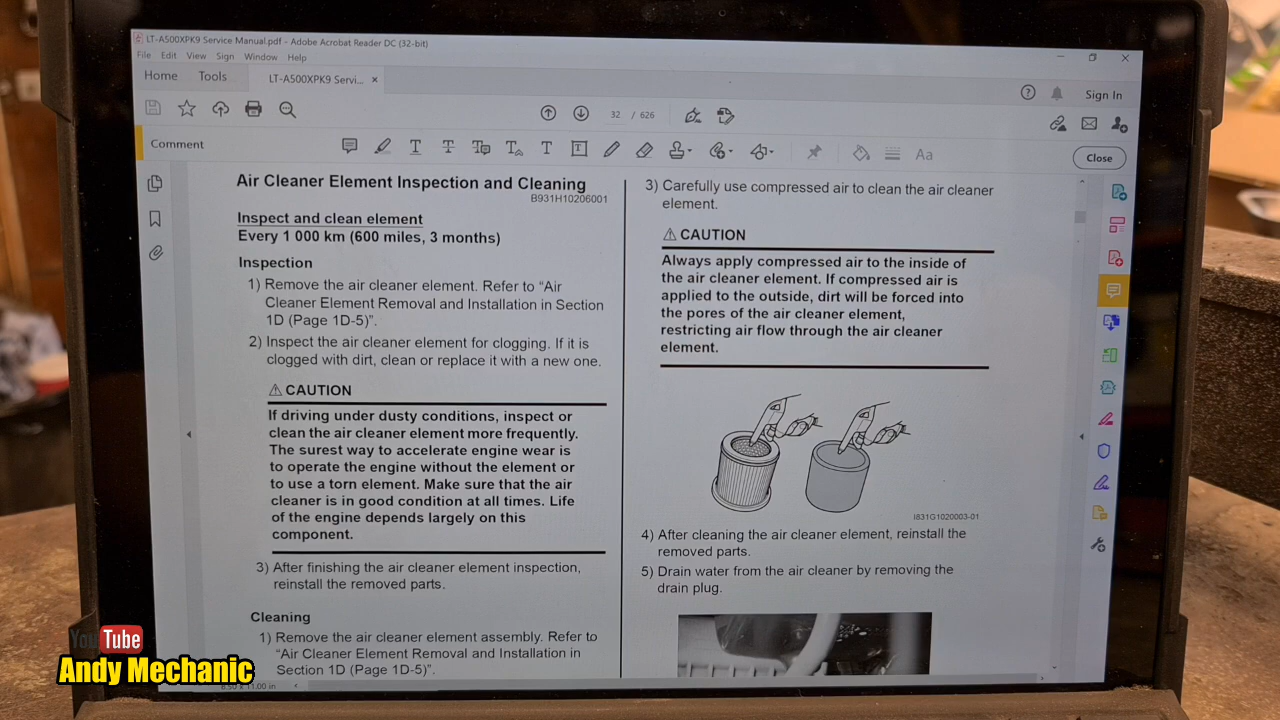 LT-A500XPK9 Service Manual.pdf - Adobe Acrobat Reader DC (32-bit)
File Edit View Sign Window Help
Home Tools LT-A500XPK9 Servi... ×
Sign In
32 / 626
Comment
Aa
Close
Air Cleaner Element Inspection and Cleaning
B931H10206001
Inspect and clean element
Every 1 000 km (600 miles, 3 months)
Inspection
1) Remove the air cleaner element. Refer to “Air
Cleaner Element Removal and Installation in Section
1D (Page 1D-5)”.
2) Inspect the air cleaner element for clogging. If it is
clogged with dirt, clean or replace it with a new one.
CAUTION
If driving under dusty conditions, inspect or
clean the air cleaner element more frequently.
The surest way to accelerate engine wear is
to operate the engine without the element or
to use a torn element. Make sure that the air
cleaner is in good condition at all times. Life
of the engine depends largely on this
component.
3) After finishing the air cleaner element inspection,
reinstall the removed parts.
Cleaning
1) Remove the air cleaner element assembly. Refer to
“Air Cleaner Element Removal and Installation in
Section 1D (Page 1D-5)”.
3) Carefully use compressed air to clean the air cleaner
element.
CAUTION
Always apply compressed air to the inside of
the air cleaner element. If compressed air is
applied to the outside, dirt will be forced into
the pores of the air cleaner element,
restricting air flow through the air cleaner
element.
I831G1020003-01
4) After cleaning the air cleaner element, reinstall the
removed parts.
5) Drain water from the air cleaner by removing the
drain plug.
8.50 x 11.00 in
YouTube
Andy Mechanic